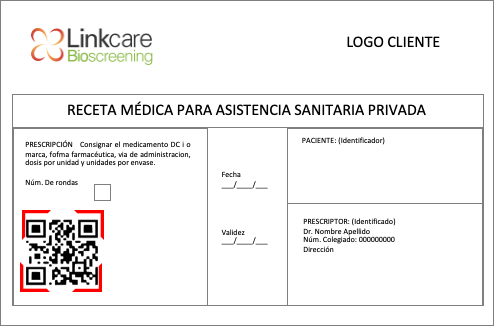 Linkcare
Bioscreening
LOGO CLIENTE
RECETA MÉDICA PARA ASISTENCIA SANITARIA PRIVADA
PRESCRIPCIÓN Consignar el medicamento DC i o
marca, fofma farmacéutica, via de administracion,
dosis por unidad y unidades por envase.
Núm. De rondas
Fecha
___/____/___
Validez
___/____/___
PACIENTE: (Identificador)
PRESCRIPTOR: (Identificado)
Dr. Nombre Apellido
Núm. Colegiado: 000000000
Dirección